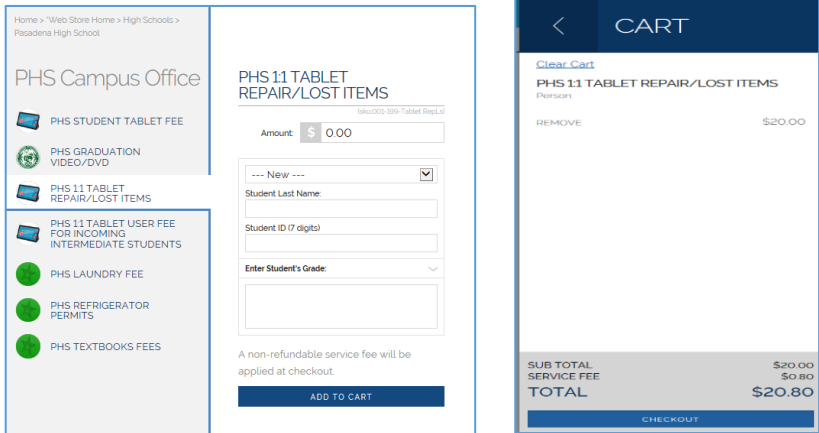 Home > *Web Store Home > High Schools >
Pasadena High School
PHS Campus Office
PHS STUDENT TABLET FEE
PHS GRADUATION
VIDEO/DVD
PHS 1:1 TABLET
REPAIR/LOST ITEMS
PHS 1:1 TABLET USER FEE
FOR INCOMING
INTERMEDIATE STUDENTS
PHS LAUNDRY FEE
PHS REFRIGERATOR
PERMITS
PHS TEXTBOOKS FEES
PHS 1:1 TABLET
REPAIR/LOST ITEMS
(sku:001-199-Tablet RepLs)
Amount: $ 0.00
--- New ---
Student Last Name:
Student ID (7 digits)
Enter Student's Grade:
A non-refundable service fee will be
applied at checkout.
ADD TO CART
CART
Clear Cart
PHS 1:1 TABLET REPAIR/LOST ITEMS
Person:
REMOVE $20.00
SUB TOTAL $20.00
SERVICE FEE $0.80
TOTAL $20.80
CHECKOUT